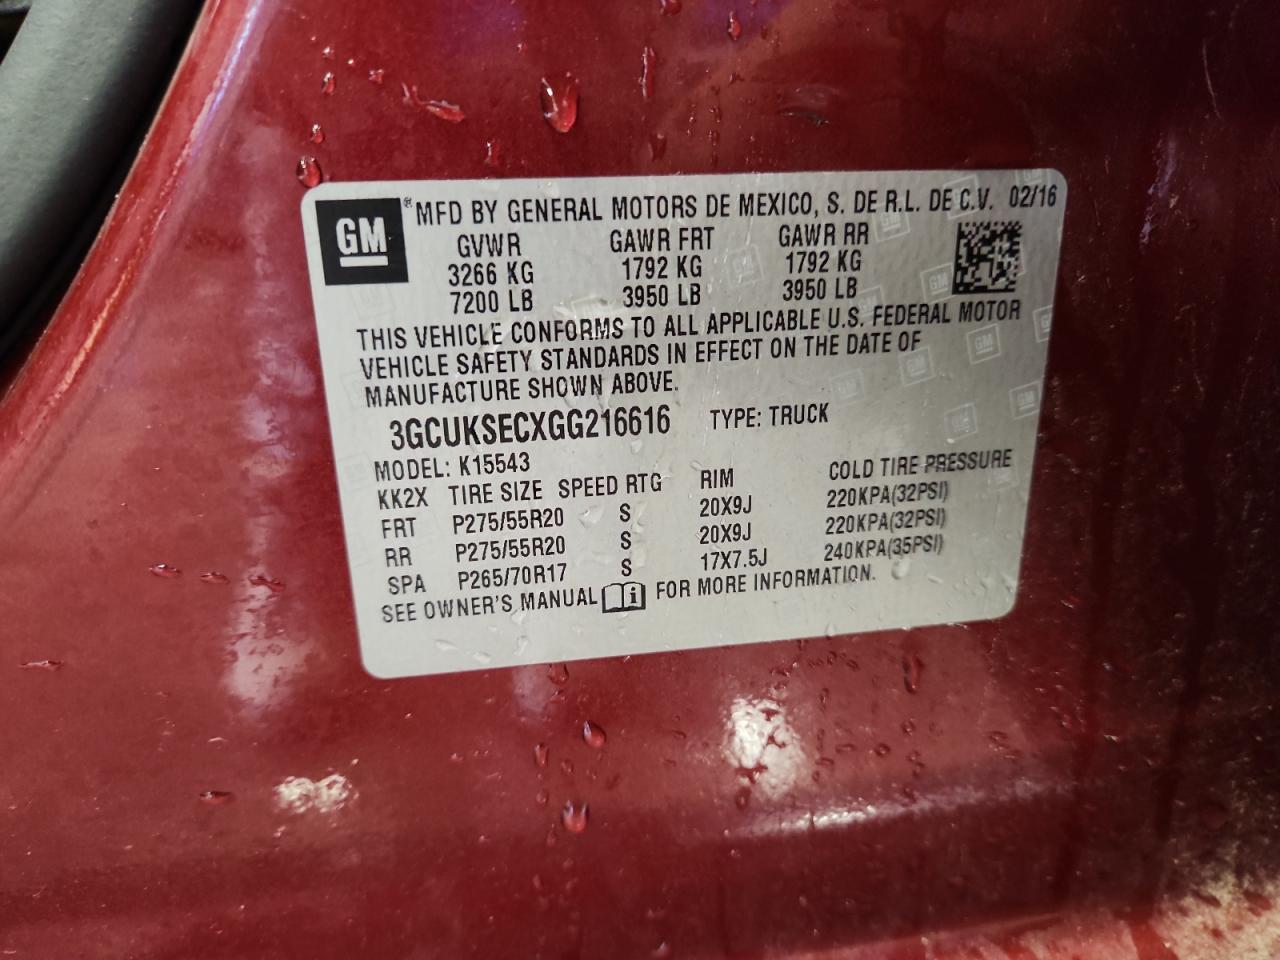 GM® MFD BY GENERAL MOTORS DE MEXICO, S. DE R.L. DE C.V. 02/16
GVWR GAWR FRT GAWR RR
3266 KG 1792 KG 1792 KG
7200 LB 3950 LB 3950 LB
THIS VEHICLE CONFORMS TO ALL APPLICABLE U.S. FEDERAL MOTOR
VEHICLE SAFETY STANDARDS IN EFFECT ON THE DATE OF
MANUFACTURE SHOWN ABOVE.
3GCUKSECXGG216616 TYPE: TRUCK
MODEL: K15543
KK2X TIRE SIZE SPEED RTG RIM COLD TIRE PRESSURE
FRT P275/55R20 S 20X9J 220KPA(32PSI)
RR P275/55R20 S 20X9J 220KPA(32PSI)
SPA P265/70R17 S 17X7.5J 240KPA(35PSI)
SEE OWNER'S MANUAL FOR MORE INFORMATION.